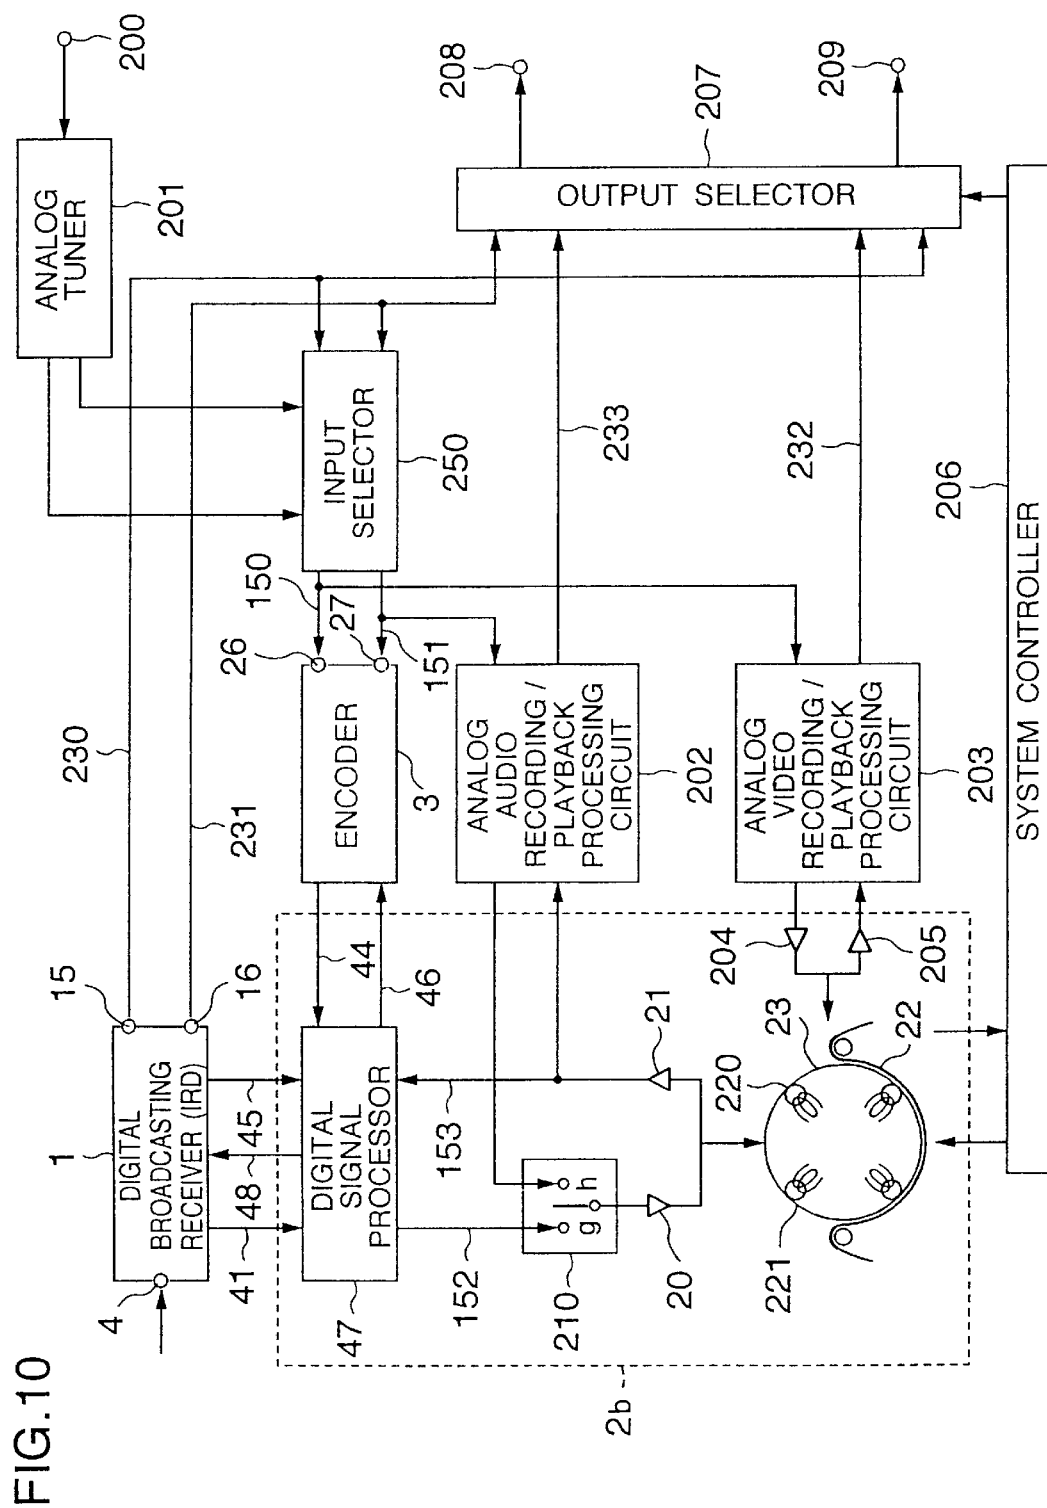 FIG.10
200
ANALOG
TUNER
201
208
209
207
OUTPUT SELECTOR
230
231
INPUT
SELECTOR
250
233
232
206
SYSTEM CONTROLLER
150
27
151
26
ENCODER
3
ANALOG
AUDIO
RECORDING /
PLAYBACK
PROCESSING
CIRCUIT
202
ANALOG
VIDEO
RECORDING /
PLAYBACK
PROCESSING
CIRCUIT
203
15
16
1
DIGITAL
BROADCASTING
RECEIVER (IRD)
4
45
48
41
44
46
DIGITAL
SIGNAL
PROCESSOR
47
153
152
h
g
210
21
20
204
205
23
22
220
221
2b